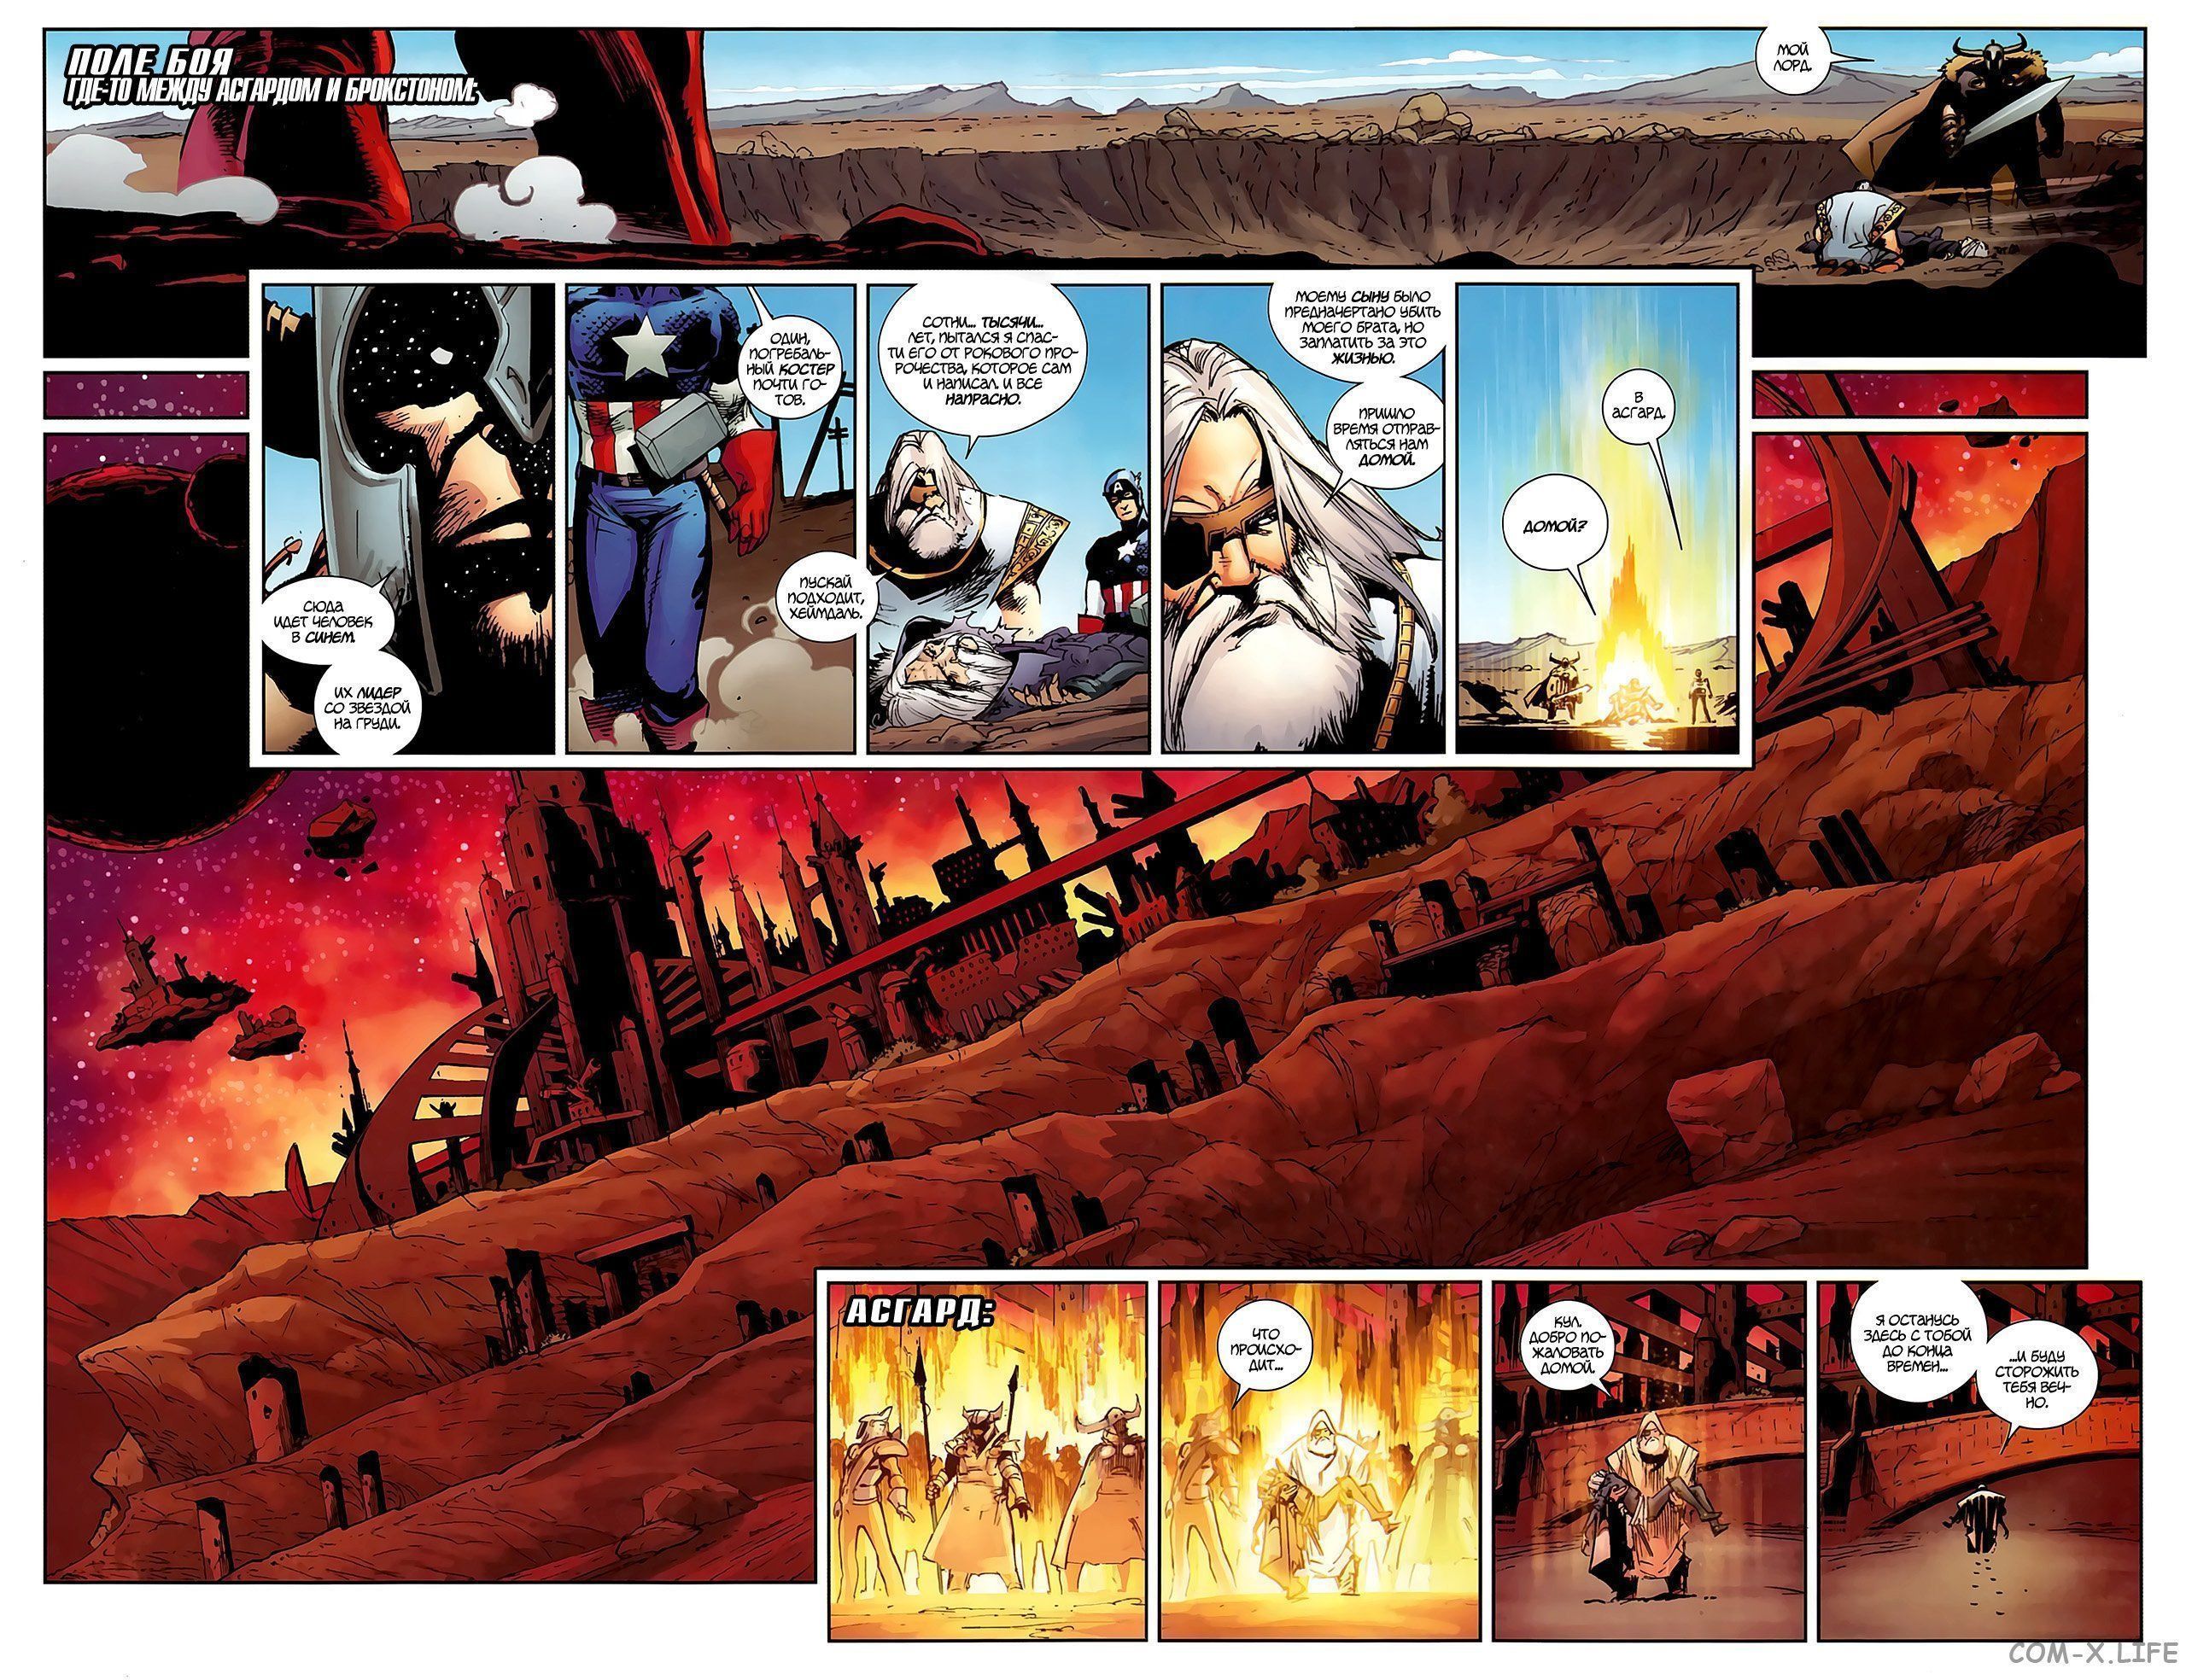 ПОЛЕ БОЯ
ГДЕ-ТО МЕЖДУ АСГАРДОМ И БРОКСТОНОМ:
МОЙ
ЛОРД.
СЮДА
ИДЕТ ЧЕЛОВЕК
В СИНЕМ.
ИХ ЛИДЕР
СО ЗВЕЗДОЙ
НА ГРУДИ.
ОДИН,
ПОГРЕБАЛЬ-
НЫЙ КОСТЕР
ПОЧТИ ГО-
ТОВ.
ПУСКАЙ
ПОДХОДИТ,
ХЕЙМДАЛЬ.
СОТНИ... ТЫСЯЧИ...
ЛЕТ, ПЫТАЛСЯ Я СПАС-
ТИ ЕГО ОТ РОКОВОГО ПРО-
РОЧЕСТВА, КОТОРОЕ САМ
И НАПИСАЛ. И ВСЕ
НАПРАСНО.
МОЕМУ СЫНУ БЫЛО
ПРЕДНАЧЕРТАНО УБИТЬ
МОЕГО БРАТА, НО
ЗАПЛАТИТЬ ЗА ЭТО
ЖИЗНЬЮ.
ПРИШЛО
ВРЕМЯ ОТПРАВ-
ЛЯТЬСЯ НАМ
ДОМОЙ.
ДОМОЙ?
В
АСГАРД.
АСГАРД:
ЧТО
ПРОИСХО-
ДИТ...
КУЛ.
ДОБРО ПО-
ЖАЛОВАТЬ
ДОМОЙ.
Я ОСТАНУСЬ
ЗДЕСЬ С ТОБОЙ
ДО КОНЦА
ВРЕМЕН...
...И БУДУ
СТОРОЖИТЬ
ТЕБЯ ВЕЧ-
НО.
COM-X.LIFE